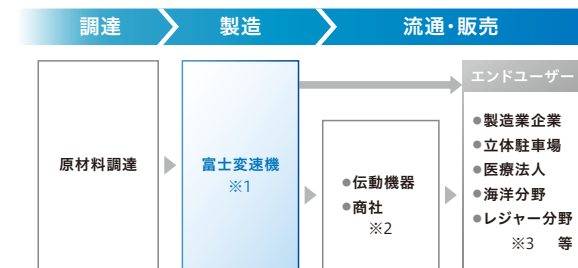 調達
製造
流通・販売
原材料調達
富士変速機
※1
●伝動機器
●商社
※2
エンドユーザー
●製造業企業
●立体駐車場
●医療法人
●海洋分野
●レジャー分野
※3 等